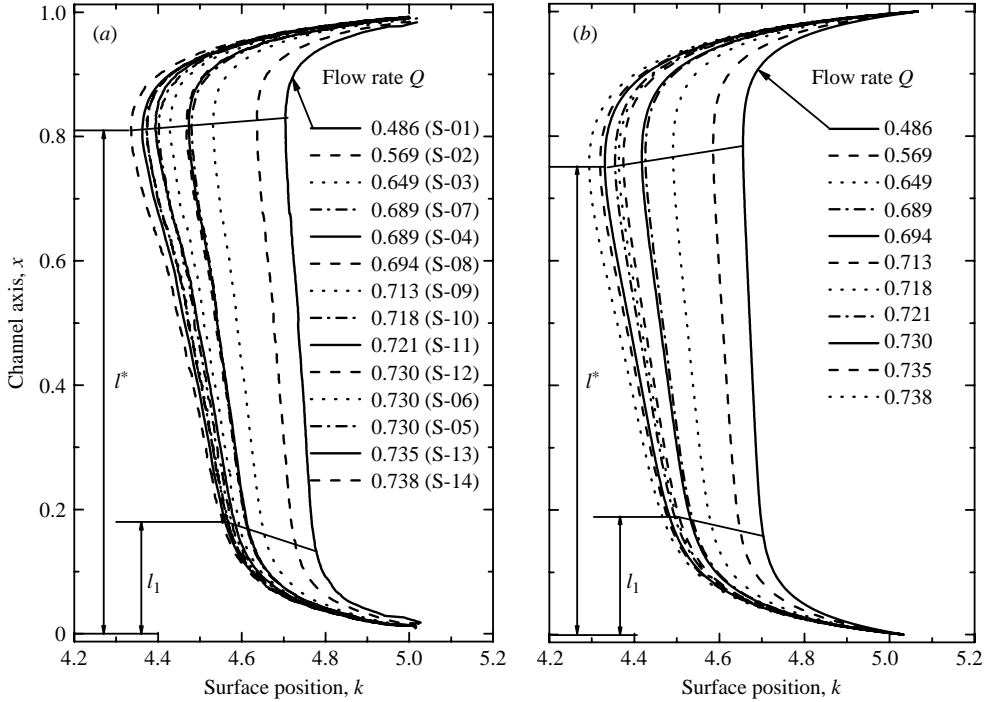 (a)
Flow rate Q
0.486 (S-01)
0.569 (S-02)
0.649 (S-03)
0.689 (S-07)
0.689 (S-04)
0.694 (S-08)
0.713 (S-09)
0.718 (S-10)
0.721 (S-11)
0.730 (S-12)
0.730 (S-06)
0.730 (S-05)
0.735 (S-13)
0.738 (S-14)
1.0
0.8
0.6
0.4
0.2
0
Channel axis, x
l*
l1
4.2 4.4 4.6 4.8 5.0 5.2
Surface position, k
(b)
Flow rate Q
0.486
0.569
0.649
0.689
0.694
0.713
0.718
0.721
0.730
0.735
0.738
l*
l1
4.2 4.4 4.6 4.8 5.0 5.2
Surface position, k